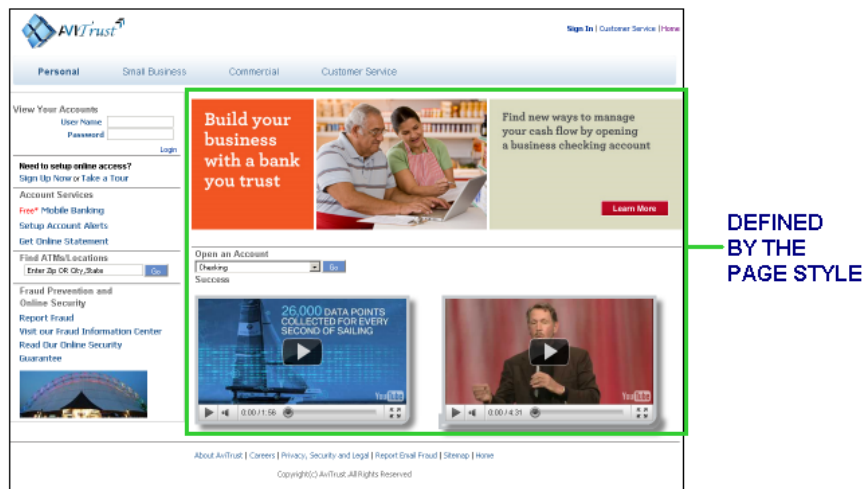 AVITrust
Sign In | Customer Service | Home
Personal Small Business Commercial Customer Service
View Your Accounts
User Name
Password
Login
Need to setup online access?
Sign Up Now or Take a Tour
Account Services
Free* Mobile Banking
Setup Account Alerts
Get Online Statement
Find ATMs/Locations
Enter Zip OR City,State Go
Fraud Prevention and
Online Security
Report Fraud
Visit our Fraud Information Center
Read Our Online Security
Guarantee
Build your
business
with a bank
you trust
Find new ways to manage
your cash flow by opening
a business checking account
Learn More
Open an Account
Checking Go
Success
26,000 DATA POINTS
COLLECTED FOR EVERY
SECOND OF SAILING
YouTube
0:00 / 1:56
YouTube
0:00 / 4:31
DEFINED
BY THE
PAGE STYLE
About AviTrust | Careers | Privacy, Security and Legal | Report Email Fraud | Sitemap | Home
Copyright(c) AviTrust .All Rights Reserved